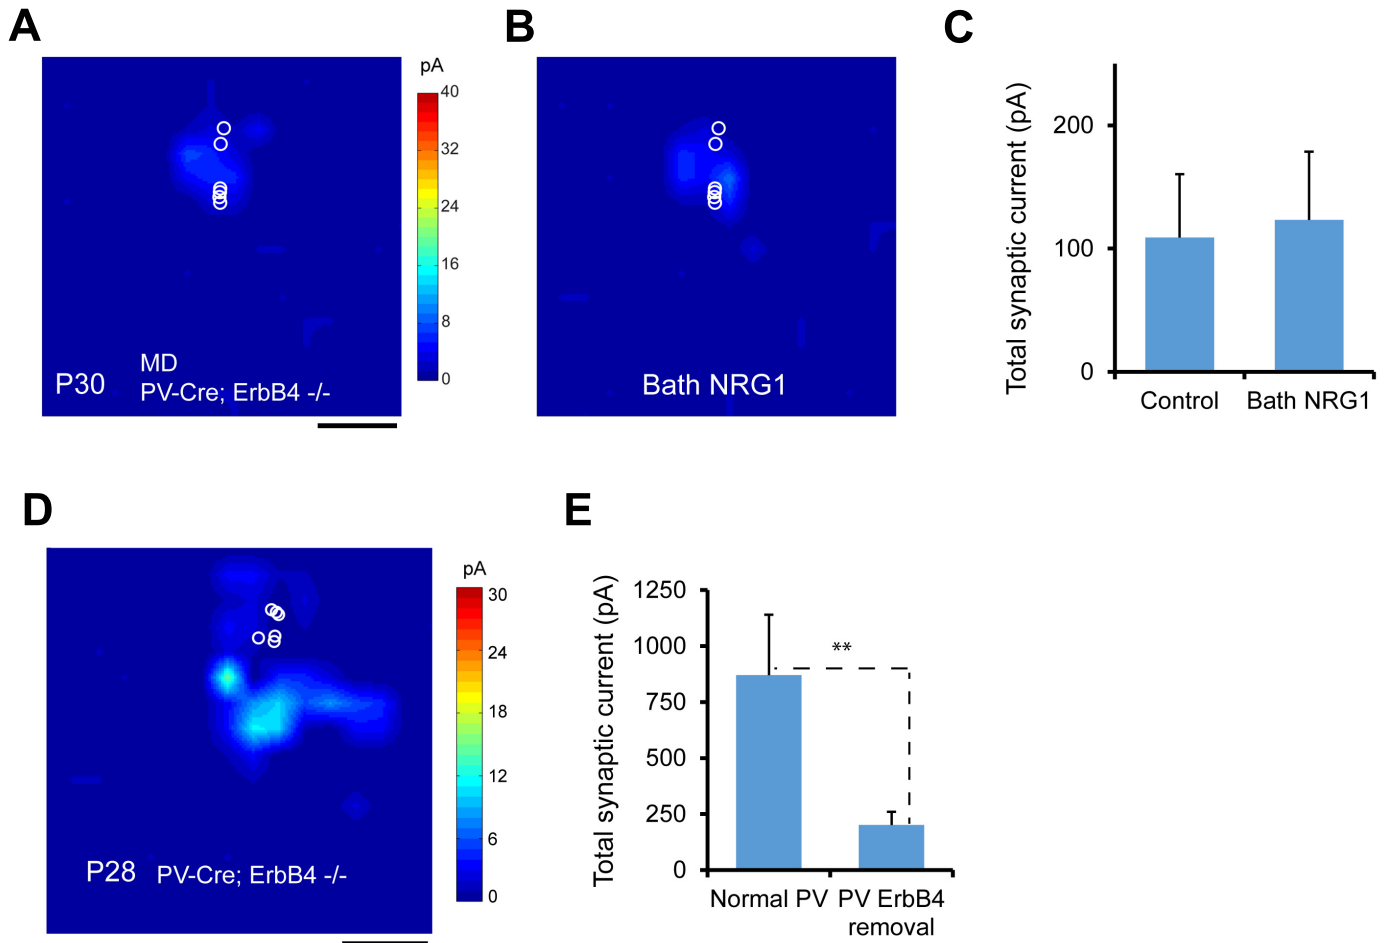 A
B
C
pA
40
32
24
16
8
0
P30
MD
PV-Cre; ErbB4 -/-
Bath NRG1
Total synaptic current (pA)
200
100
0
Control
Bath NRG1
D
E
pA
30
24
18
12
6
0
P28
PV-Cre; ErbB4 -/-
Total synaptic current (pA)
1250
1000
750
500
250
0
**
Normal PV
PV ErbB4
removal